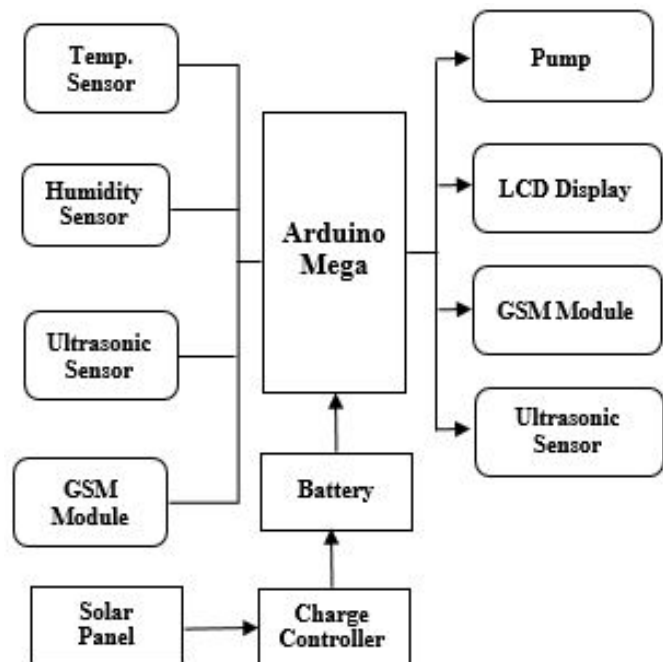 Temp.
Sensor
Humidity
Sensor
Ultrasonic
Sensor
GSM
Module
Solar
Panel
Arduino
Mega
Battery
Charge
Controller
Pump
LCD Display
GSM Module
Ultrasonic
Sensor